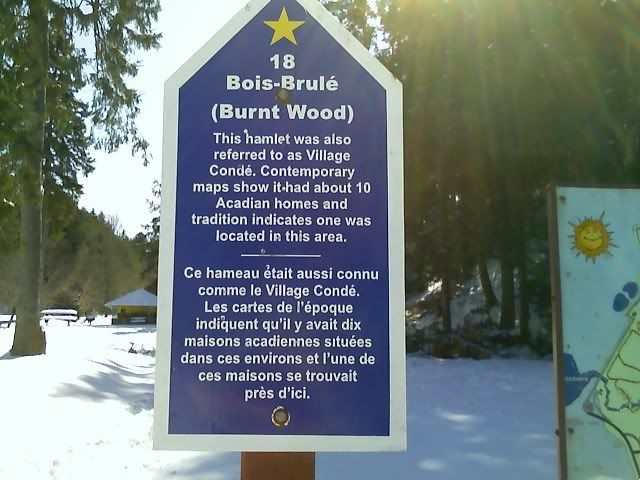 18
Bois-Brulé
(Burnt Wood)
This hamlet was also
referred to as Village
Condé. Contemporary
maps show it had about 10
Acadian homes and
tradition indicates one was
located in this area.
Ce hameau était aussi connu
comme le Village Condé.
Les cartes de l'époque
indiquent qu'il y avait dix
maisons acadiennes situées
dans ces environs et l'une de
ces maisons se trouvait
près d'ici.